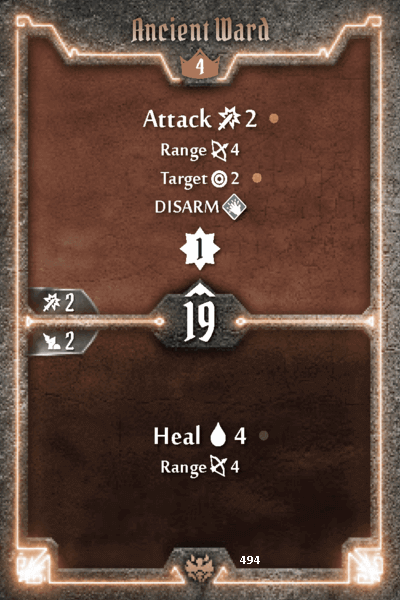 Ancient Ward
4
Attack 2
Range 4
Target 2
DISARM
1
2
19
2
Heal 4
Range 4
494